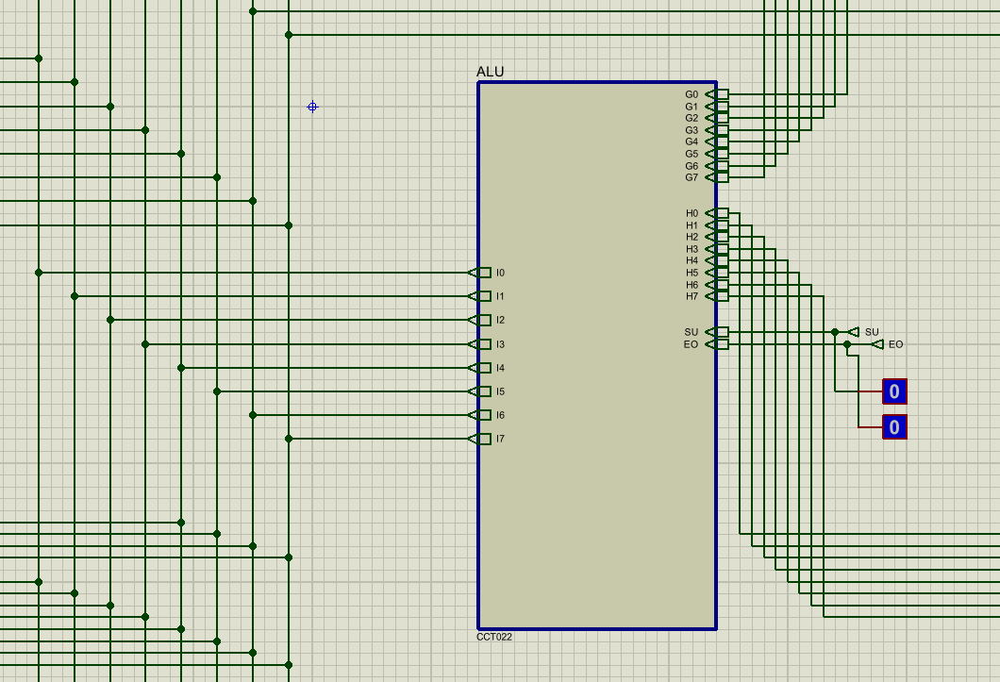 ALU
G0
G1
G2
G3
G4
G5
G6
G7
H0
H1
H2
H3
H4
H5
H6
H7
I0
I1
I2
I3
I4
I5
I6
I7
SU SU
EO EO
0
0
CCT022